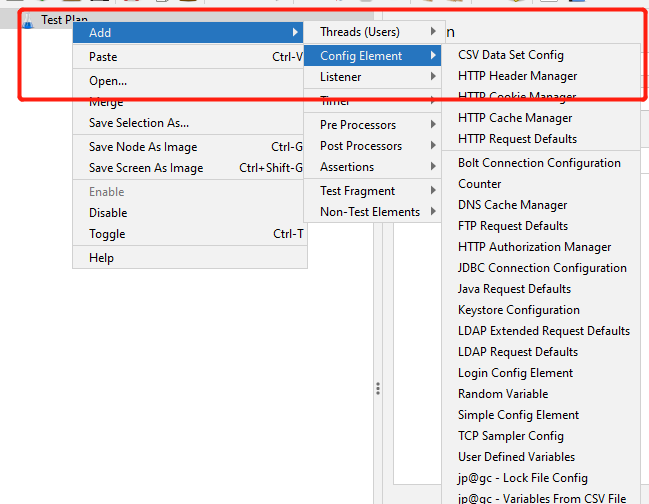 Test Plan
Add
Paste Ctrl-V
Open...
Merge
Save Selection As...
Save Node As Image Ctrl-G
Save Screen As Image Ctrl+Shift-G
Enable
Disable
Toggle Ctrl-T
Help
Threads (Users)
Config Element
Listener
Timer
Pre Processors
Post Processors
Assertions
Test Fragment
Non-Test Elements
n
CSV Data Set Config
HTTP Header Manager
HTTP Cookie Manager
HTTP Cache Manager
HTTP Request Defaults
Bolt Connection Configuration
Counter
DNS Cache Manager
FTP Request Defaults
HTTP Authorization Manager
JDBC Connection Configuration
Java Request Defaults
Keystore Configuration
LDAP Extended Request Defaults
LDAP Request Defaults
Login Config Element
Random Variable
Simple Config Element
TCP Sampler Config
User Defined Variables
jp@gc - Lock File Config
jp@gc - Variables From CSV File